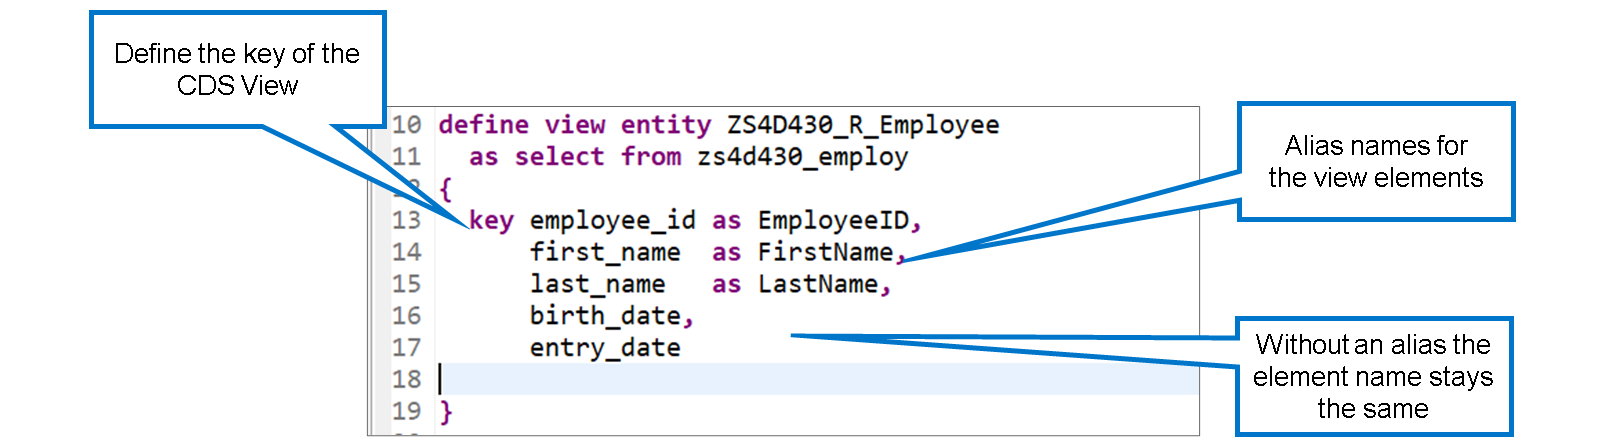 Define the key of the
CDS View
10 define view entity ZS4D430_R_Employee
11 as select from zs4d430_employ
{
13 key employee_id as EmployeeID,
14 first_name as FirstName,
15 last_name as LastName,
16 birth_date,
17 entry_date
18
19 }
Alias names for
the view elements
Without an alias the
element name stays
the same